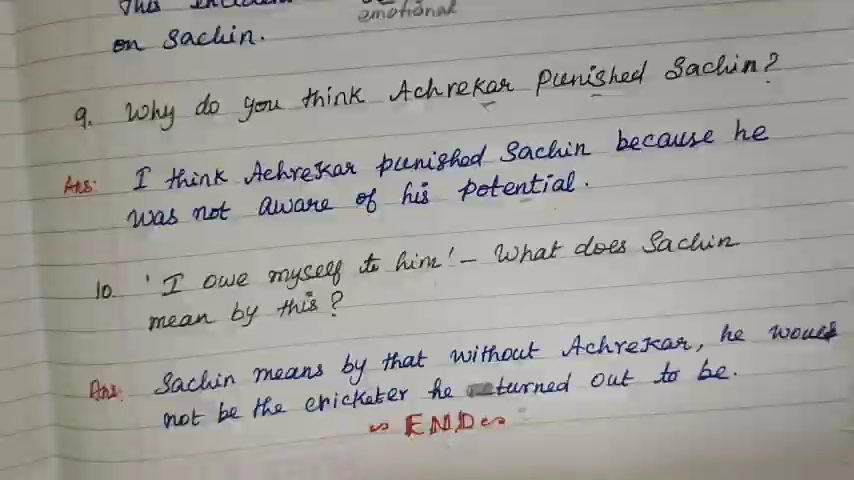 This
emotional
on Sachin.
9. Why do you think Achrekar punished Sachin?
Ans: I think Achrekar punished Sachin because he
was not aware of his potential.
10. 'I owe myself to him!' – What does Sachin
mean by this?
Ans: Sachin means by that without Achrekar, he would
not be the cricketer he turned out to be.
END